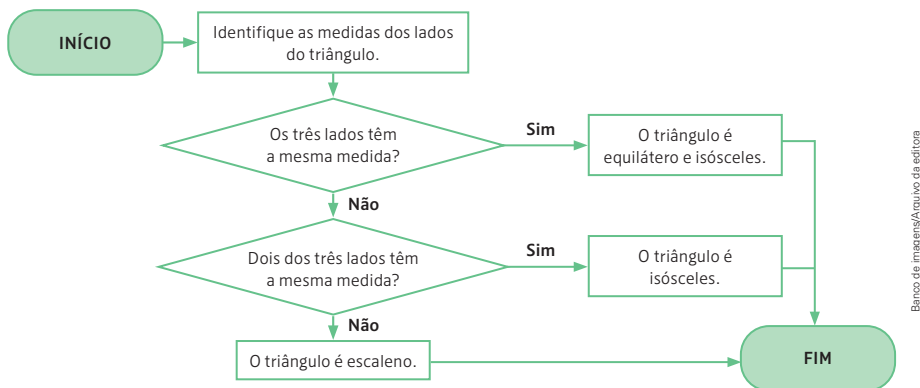 INÍCIO
Identifique as medidas dos lados
do triângulo.
Os três lados têm
a mesma medida?
Sim
O triângulo é
equilátero e isósceles.
Não
Dois dos três lados têm
a mesma medida?
Sim
O triângulo é
isósceles.
Não
O triângulo é escaleno.
FIM
Banco de imagens/Arquivo da editora